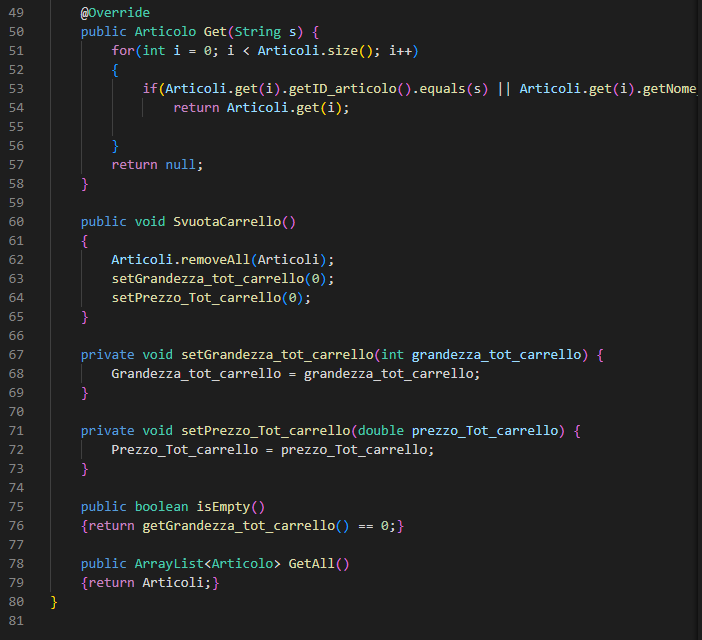 49 @Override
50 public Articolo Get(String s) {
51 for(int i = 0; i < Articoli.size(); i++)
52 {
53 if(Articoli.get(i).getID_articolo().equals(s) || Articoli.get(i).getNome_
54 return Articoli.get(i);
55
56 }
57 return null;
58 }
59
60 public void SvuotaCarrello()
61 {
62 Articoli.removeAll(Articoli);
63 setGrandezza_tot_carrello(0);
64 setPrezzo_Tot_carrello(0);
65 }
66
67 private void setGrandezza_tot_carrello(int grandezza_tot_carrello) {
68 Grandezza_tot_carrello = grandezza_tot_carrello;
69 }
70
71 private void setPrezzo_Tot_carrello(double prezzo_Tot_carrello) {
72 Prezzo_Tot_carrello = prezzo_Tot_carrello;
73 }
74
75 public boolean isEmpty()
76 {return getGrandezza_tot_carrello() == 0;}
77
78 public ArrayList<Articolo> GetAll()
79 {return Articoli;}
80 }
81